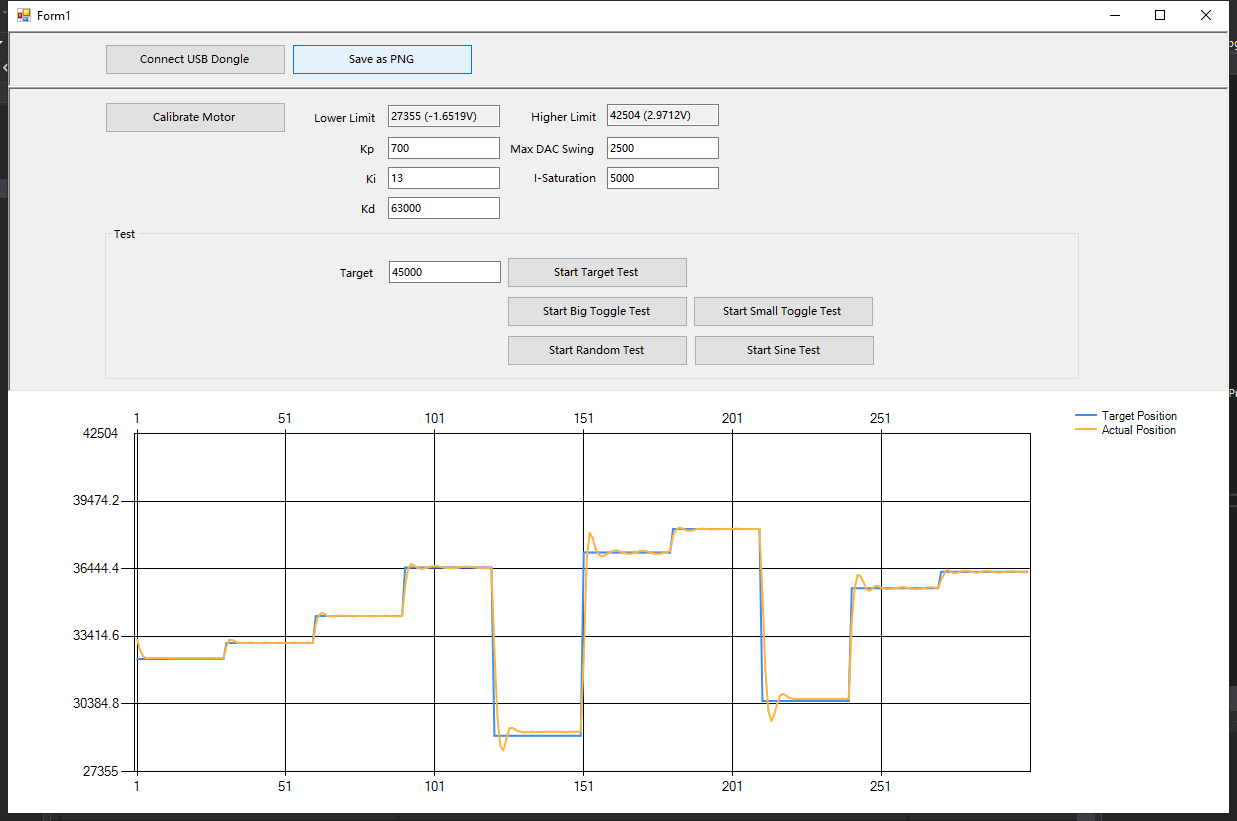 Form1
Connect USB Dongle Save as PNG
Calibrate Motor Lower Limit 27355 (-1.6519V) Higher Limit 42504 (2.9712V)
Kp 700 Max DAC Swing 2500
Ki 13 I-Saturation 5000
Kd 63000
Test
Target 45000 Start Target Test
Start Big Toggle Test Start Small Toggle Test
Start Random Test Start Sine Test
1 51 101 151 201 251
Target Position
Actual Position
42504
39474.2
36444.4
33414.6
30384.8
27355
1 51 101 151 201 251